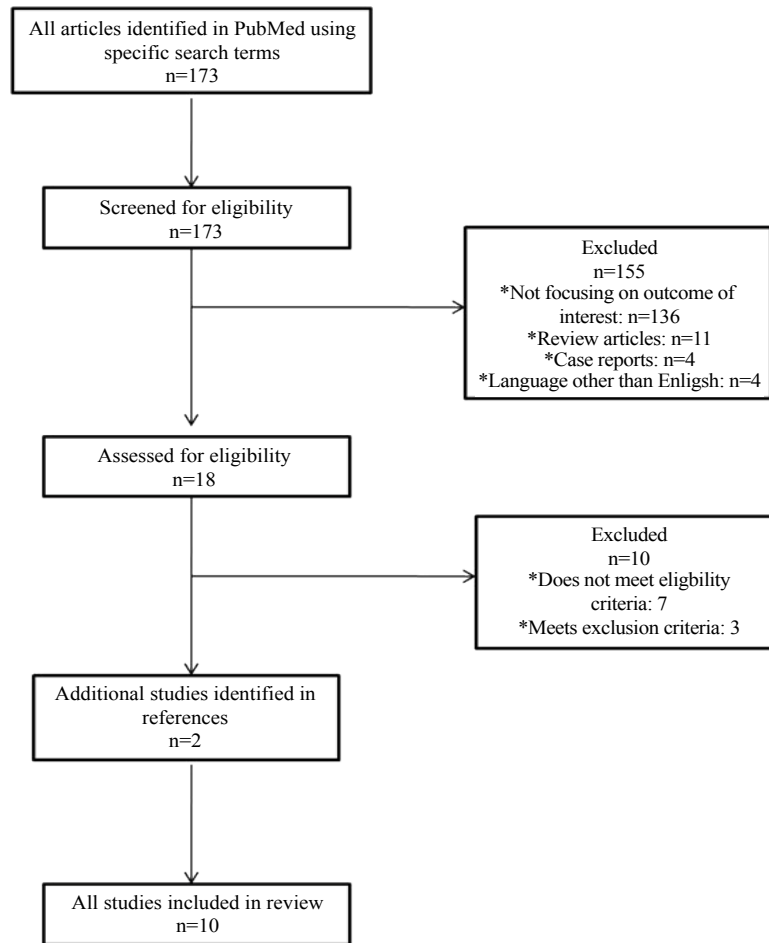 All articles identified in PubMed using
specific search terms
n=173
Screened for eligibility
n=173
Excluded
n=155
*Not focusing on outcome of
interest: n=136
*Review articles: n=11
*Case reports: n=4
*Language other than Enligsh: n=4
Assessed for eligibility
n=18
Excluded
n=10
*Does not meet eligbility
criteria: 7
*Meets exclusion criteria: 3
Additional studies identified in
references
n=2
All studies included in review
n=10